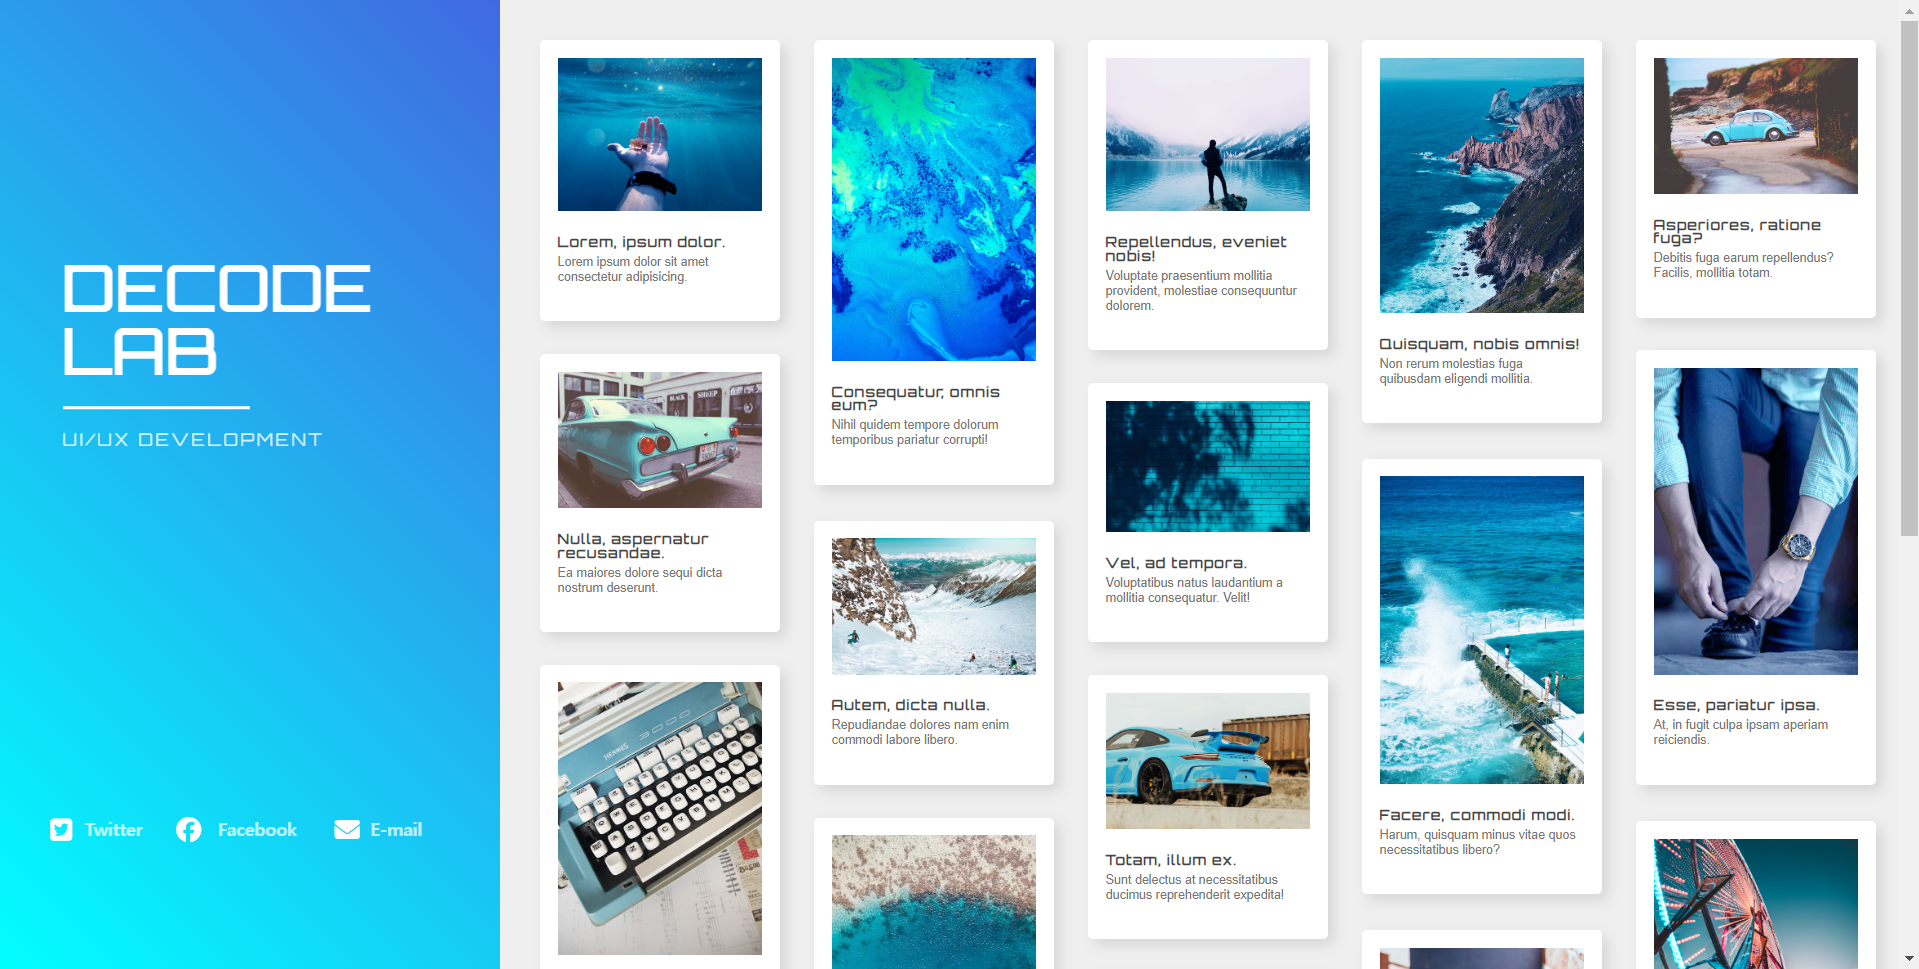 DECODE
LAB
UI/UX DEVELOPMENT
Twitter
Facebook
E-mail
Lorem, ipsum dolor.
Lorem ipsum dolor sit amet
consectetur adipisicing.
BLACK SHEEP
Nulla, aspernatur
recusandae.
Ea maiores dolore sequi dicta
nostrum deserunt.
HERMES 3000
Consequatur, omnis
eum?
Nihil quidem tempore dolorum
temporibus pariatur corrupti!
Autem, dicta nulla.
Repudiandae dolores nam enim
commodi labore libero.
Repellendus, eveniet
nobis!
Voluptate praesentium mollitia
provident, molestiae consequuntur
dolorem.
Vel, ad tempora.
Voluptatibus natus laudantium a
mollitia consequatur. Velit!
Totam, illum ex.
Sunt delectus at necessitatibus
ducimus reprehenderit expedita!
Quisquam, nobis omnis!
Non rerum molestias fuga
quibusdam eligendi mollitia.
Facere, commodi modi.
Harum, quisquam minus vitae quos
necessitatibus libero?
Asperiores, ratione
fuga?
Debitis fuga earum repellendus?
Facilis, mollitia totam.
Esse, pariatur ipsa.
At, in fugit culpa ipsam aperiam
reiciendis.